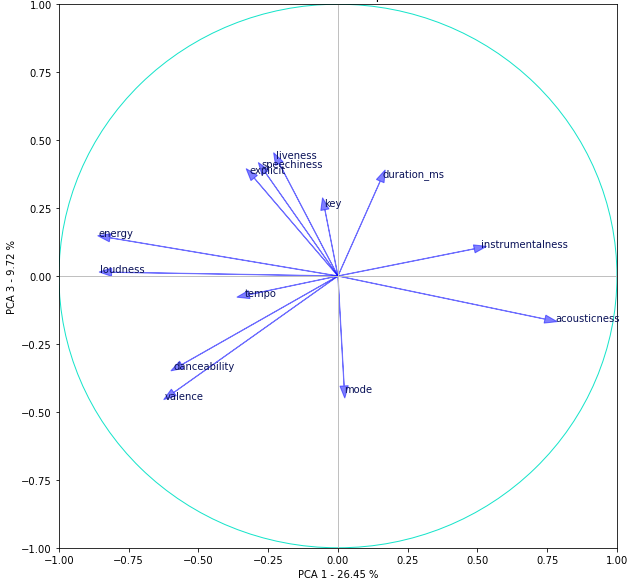 1.00
0.75
0.50
0.25
0.00
−0.25
−0.50
−0.75
−1.00
liveness
speechiness
explicit
duration_ms
key
energy
instrumentalness
loudness
tempo
acousticness
danceability
valence
mode
−1.00 −0.75 −0.50 −0.25 0.00 0.25 0.50 0.75 1.00
PCA 1 - 26.45 %
PCA 3 - 9.72 %